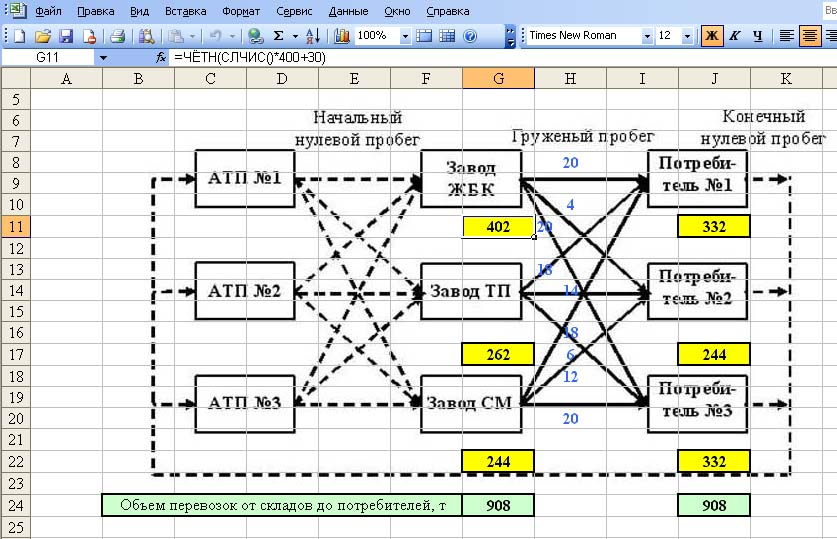 Файл Правка Вид Вставка Формат Сервис Данные Окно Справка
100% Times New Roman 12 Ж К Ч
G11 fx =ЧЁТН(СЛЧИС()*400+30)
A B C D E F G H I J K
5
6 Начальный Конечный
7 нулевой пробег Груженый пробег нулевой пробег
8 Завод 20 Потреби-
9 АТП №1 ЖБК тель №1
10 4
11 402 20 332
12
13 18 Потреби-
14 АТП №2 Завод ТП 14 тель №2
15
16 18
17 262 6 244
18 12 Потреби-
19 АТП №3 Завод СМ тель №3
20 20
21
22 244 332
23
24 Объем перевозок от складов до потребителей, т 908 908
25